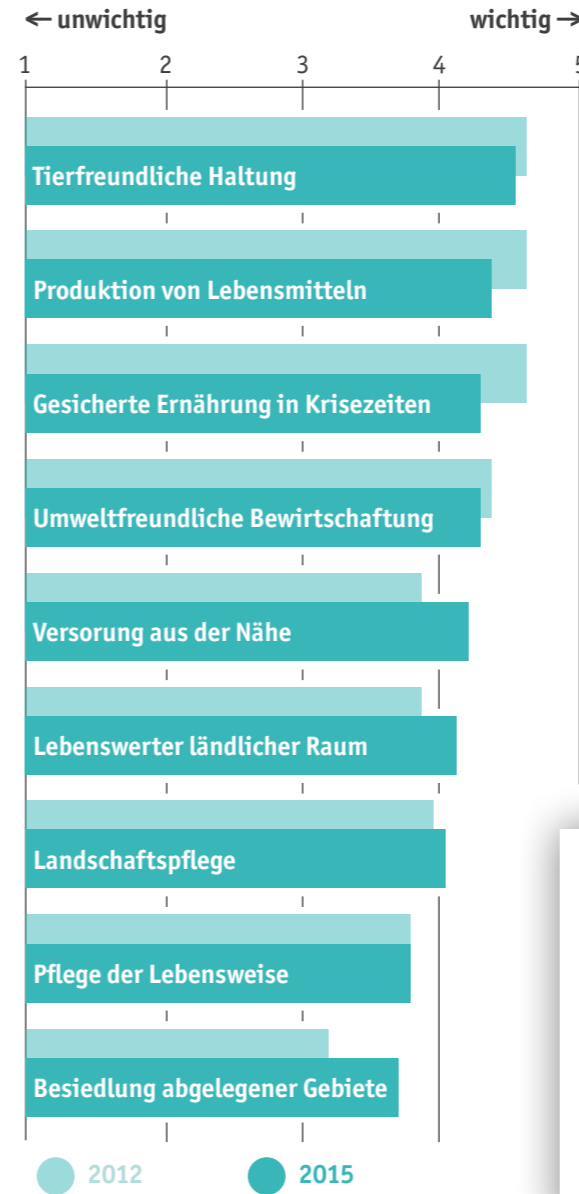 ← unwichtig wichtig →
1 2 3 4 5
Tierfreundliche Haltung
Produktion von Lebensmitteln
Gesicherte Ernährung in Krisezeiten
Umweltfreundliche Bewirtschaftung
Versorung aus der Nähe
Lebenswerter ländlicher Raum
Landschaftspflege
Pflege der Lebensweise
Besiedlung abgelegener Gebiete
2012 2015